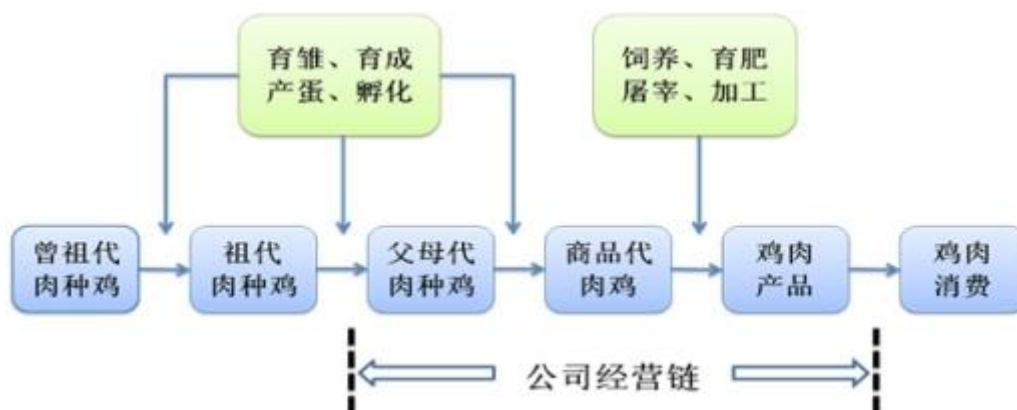 育雏、育成
产蛋、孵化
饲养、育肥
屠宰、加工
曾祖代
肉种鸡
祖代
肉种鸡
父母代
肉种鸡
商品代
肉鸡
鸡肉
产品
鸡肉
消费
公司经营链